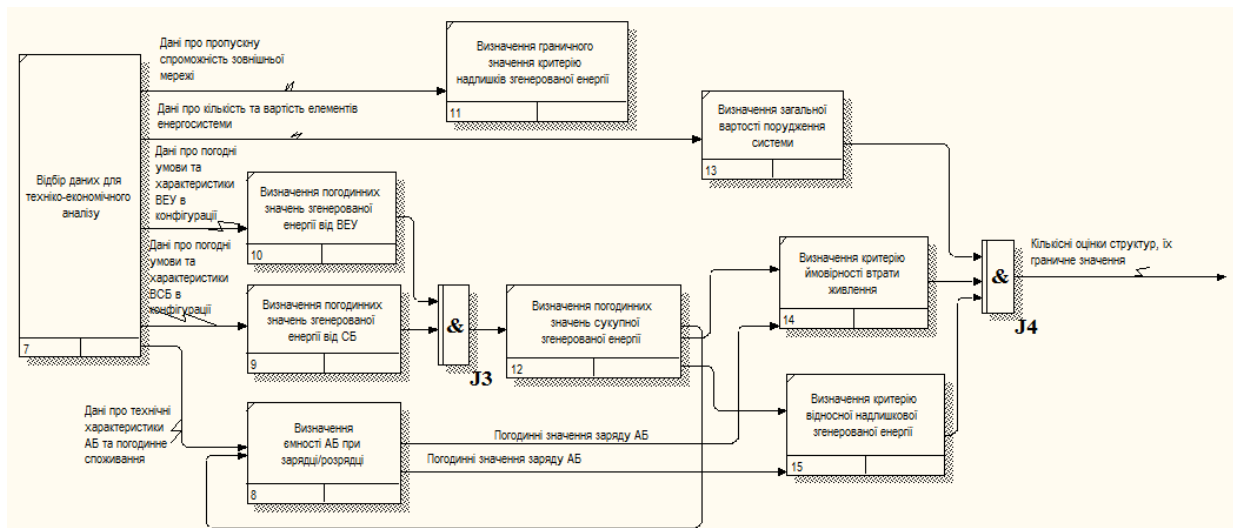 Дані про пропускну
спроможність зовнішньої
мережі
Визначення граничного
значення критерію
надлишків згенерованої енергії
11
Дані про кількість та вартість елементів
енергосистеми
Визначення загальної
вартості порудження
системи
13
Відбір даних для
техніко-економічного
аналізу
7
Дані про погодні
умови та
характеристики
ВЕУ в
конфігурації
Визначення погодинних
значень згенерованої
енергії від ВЕУ
10
Дані про погодні
умови та
характеристики
ВСБ в
конфігурації
Визначення погодинних
значень згенерованої
енергії від СБ
9
&
J3
Визначення погодинних
значень сукупної
згенерованої енергії
12
Визначення критерію
ймовірності втрати
живлення
14
&
J4
Кількісні оцінки структур, їх
граничне значення
Дані про технічні
характеристики
АБ та погодинне
споживання
Визначення
ємності АБ при
зарядці/розрядці
8
Погодинні значення заряду АБ
Погодинні значення заряду АБ
Визначення критерію
відносної надлишкової
згенерованої енергії
15